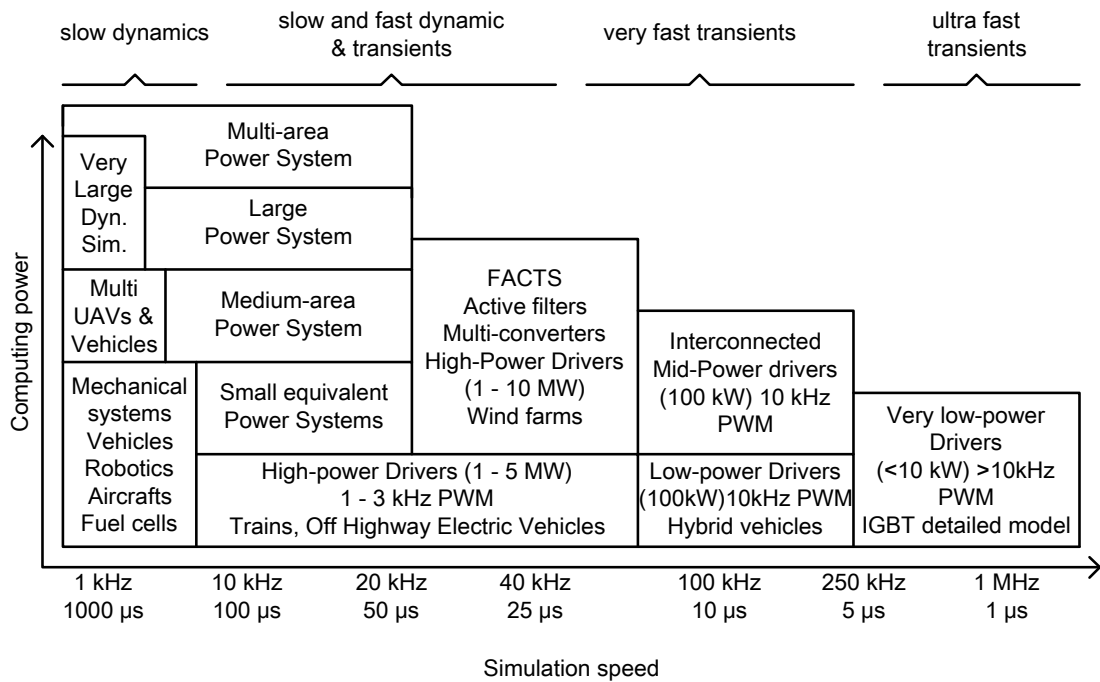 slow dynamics
slow and fast dynamic
& transients
very fast transients
ultra fast
transients
Computing power
Multi-area
Power System
Very
Large
Dyn.
Sim.
Large
Power System
Multi
UAVs &
Vehicles
Medium-area
Power System
FACTS
Active filters
Multi-converters
High-Power Drivers
(1 - 10 MW)
Wind farms
Interconnected
Mid-Power drivers
(100 kW) 10 kHz
PWM
Mechanical
systems
Vehicles
Robotics
Aircrafts
Fuel cells
Small equivalent
Power Systems
High-power Drivers (1 - 5 MW)
1 - 3 kHz PWM
Trains, Off Highway Electric Vehicles
Low-power Drivers
(100kW)10kHz PWM
Hybrid vehicles
Very low-power
Drivers
(<10 kW) >10kHz
PWM
IGBT detailed model
1 kHz 10 kHz 20 kHz 40 kHz 100 kHz 250 kHz 1 MHz
1000 µs 100 µs 50 µs 25 µs 10 µs 5 µs 1 µs
Simulation speed